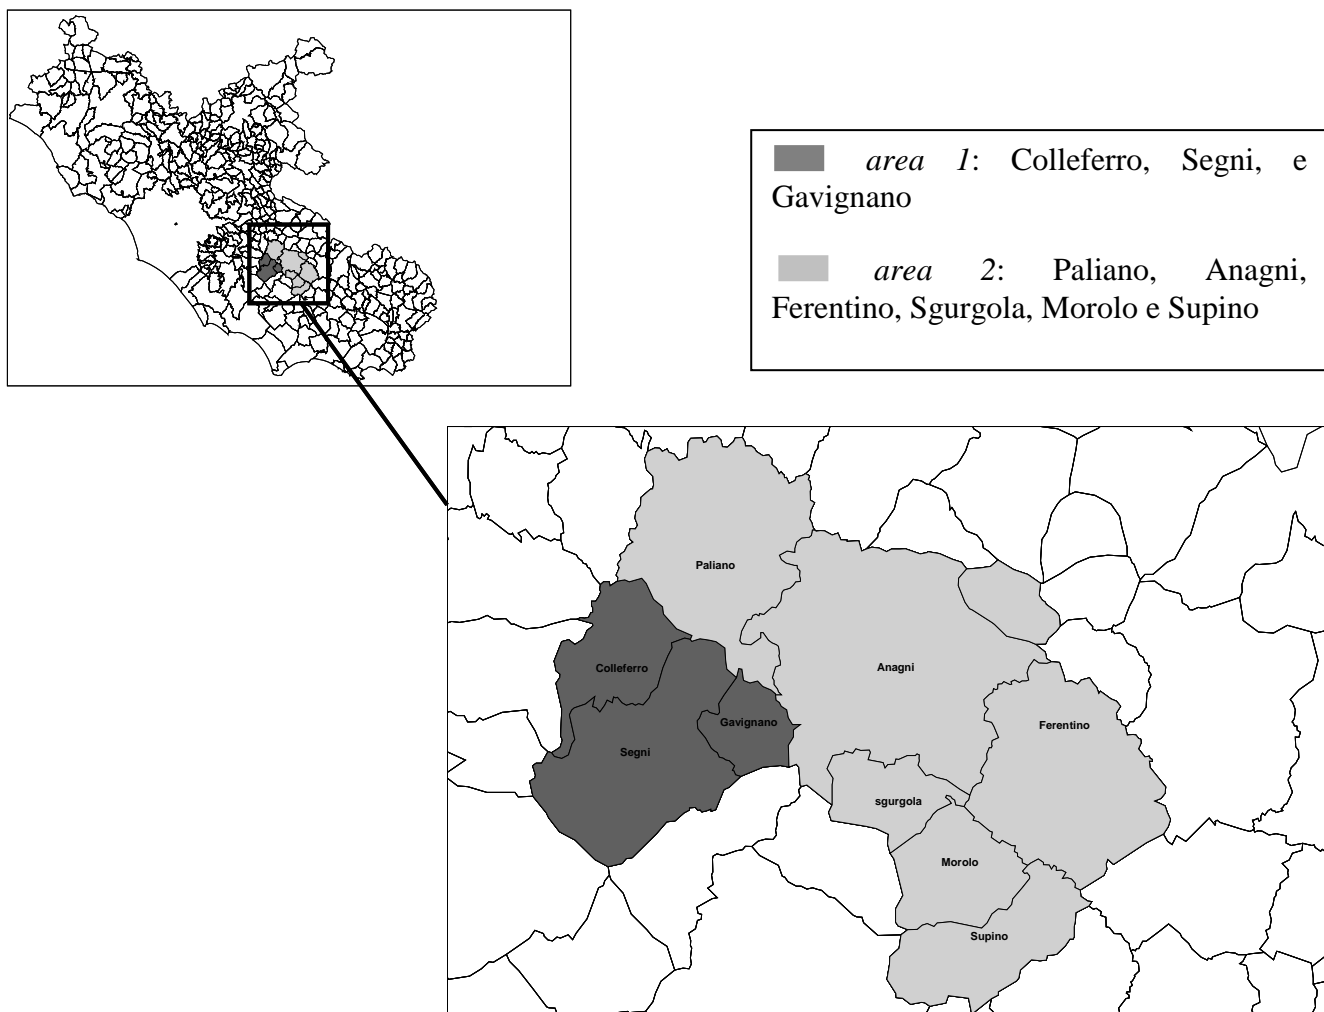 area 1: Colleferro, Segni, e
Gavignano
area 2: Paliano, Anagni,
Ferentino, Sgurgola, Morolo e Supino
Paliano
Colleferro
Anagni
Gavignano
Ferentino
Segni
sgurgola
Morolo
Supino